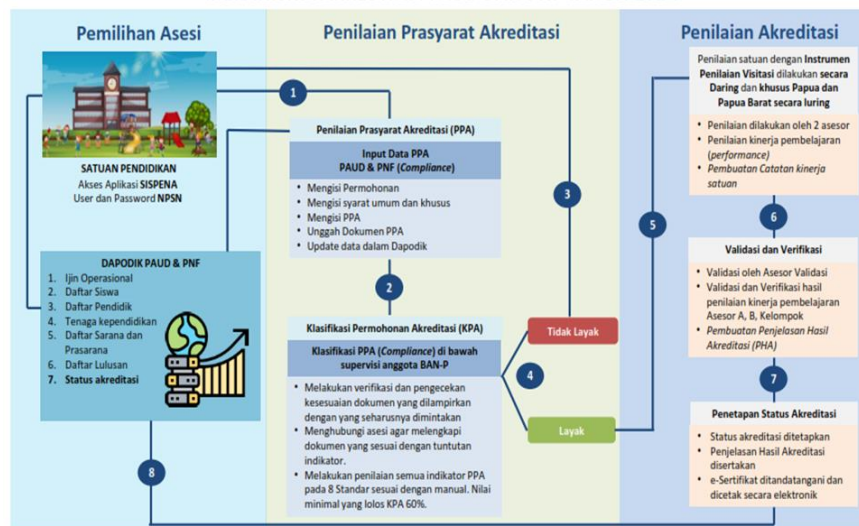 Pemilihan Asesi
SATUAN PENDIDIKAN
Akses Aplikasi SISPENA
User dan Password NPSN
DAPODIK PAUD & PNF
1. Ijin Operasional
2. Daftar Siswa
3. Daftar Pendidik
4. Tenaga kependidikan
5. Daftar Sarana dan
Prasarana
6. Daftar Lulusan
7. Status akreditasi
8
Penilaian Prasyarat Akreditasi
1
Penilaian Prasyarat Akreditasi (PPA)
Input Data PPA
PAUD & PNF (Compliance)
• Mengisi Permohonan
• Mengisi syarat umum dan khusus
• Mengisi PPA
• Unggah Dokumen PPA
• Update data dalam Dapodik
2
3
Klasifikasi Permohonan Akreditasi (KPA)
Klasifikasi PPA (Compliance) di bawah
supervisi anggota BAN-P
• Melakukan verifikasi dan pengecekan
kesesuaian dokumen yang dilampirkan
dengan yang seharusnya dimintakan
• Menghubungi asesi agar melengkapi
dokumen yang sesuai dengan tuntutan
indikator.
• Melakukan penilaian semua indikator PPA
pada 8 Standar sesuai dengan manual. Nilai
minimal yang lolos KPA 60%.
4
Tidak Layak
Layak
Penilaian Akreditasi
5
Penilaian satuan dengan Instrumen
Penilaian Visitasi dilakukan secara
Daring dan khusus Papua dan
Papua Barat secara luring
• Penilaian dilakukan oleh 2 asesor
• Penilaian kinerja pembelajaran
(performance)
• Pembuatan Catatan kinerja
satuan
6
Validasi dan Verifikasi
• Validasi oleh Asesor Validasi
• Validasi dan Verifikasi hasil
penilaian kinerja pembelajaran
Asesor A, B, Kelompok
• Pembuatan Penjelasan Hasil
Akreditasi (PHA)
7
Penetapan Status Akreditasi
• Status akreditasi ditetapkan
• Penjelasan Hasil Akreditasi
disertakan
• e-Sertifikat ditandatangani dan
dicetak secara elektronik